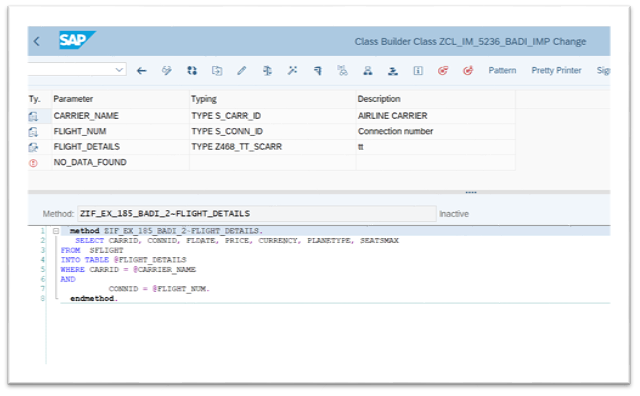 SAP
Class Builder Class ZCL_IM_5236_BADI_IMP Change
Pattern Pretty Printer
Ty. Parameter Typing Description
CARRIER_NAME TYPE S_CARR_ID AIRLINE CARRIER
FLIGHT_NUM TYPE S_CONN_ID Connection number
FLIGHT_DETAILS TYPE Z468_TT_SCARR tt
NO_DATA_FOUND
Method: ZIF_EX_185_BADI_2~FLIGHT_DETAILS Inactive
1 method ZIF_EX_185_BADI_2~FLIGHT_DETAILS.
2 SELECT CARRID, CONNID, FLDATE, PRICE, CURRENCY, PLANETYPE, SEATSMAX
3 FROM SFLIGHT
4 INTO TABLE @FLIGHT_DETAILS
5 WHERE CARRID = @CARRIER_NAME
6 AND
7 CONNID = @FLIGHT_NUM.
8 endmethod.